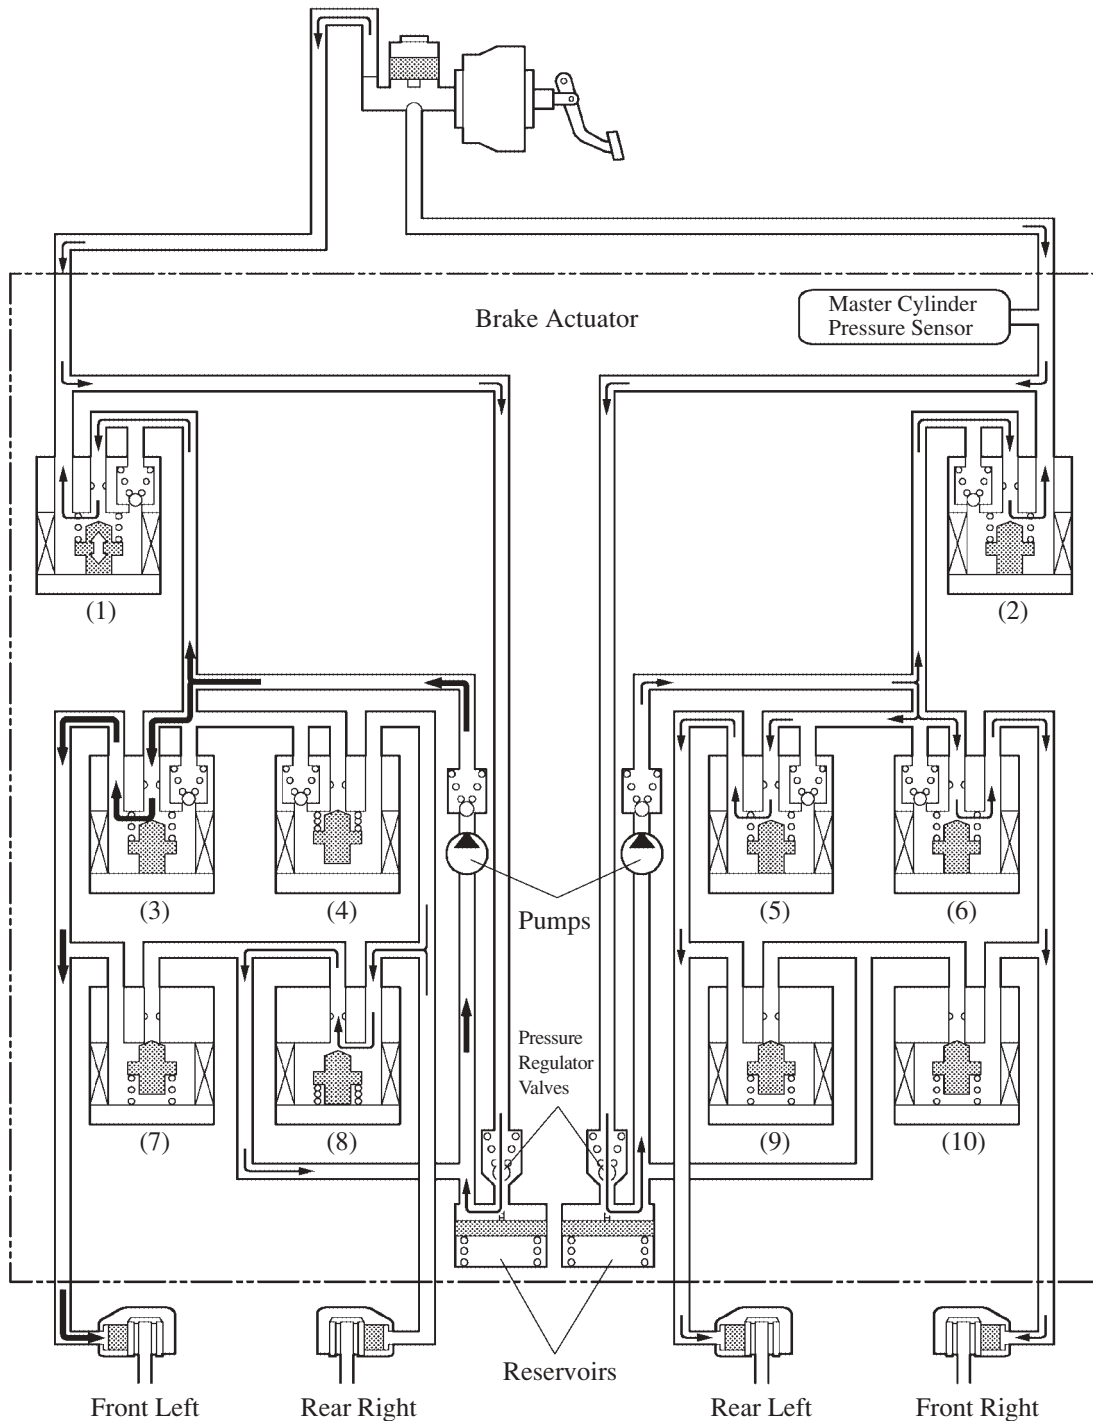 Brake Actuator
Master Cylinder
Pressure Sensor
(1)
(2)
(3)
(4)
(5)
(6)
Pumps
(7)
(8)
Pressure
Regulator
Valves
(9)
(10)
Reservoirs
Front Left
Rear Right
Rear Left
Front Right